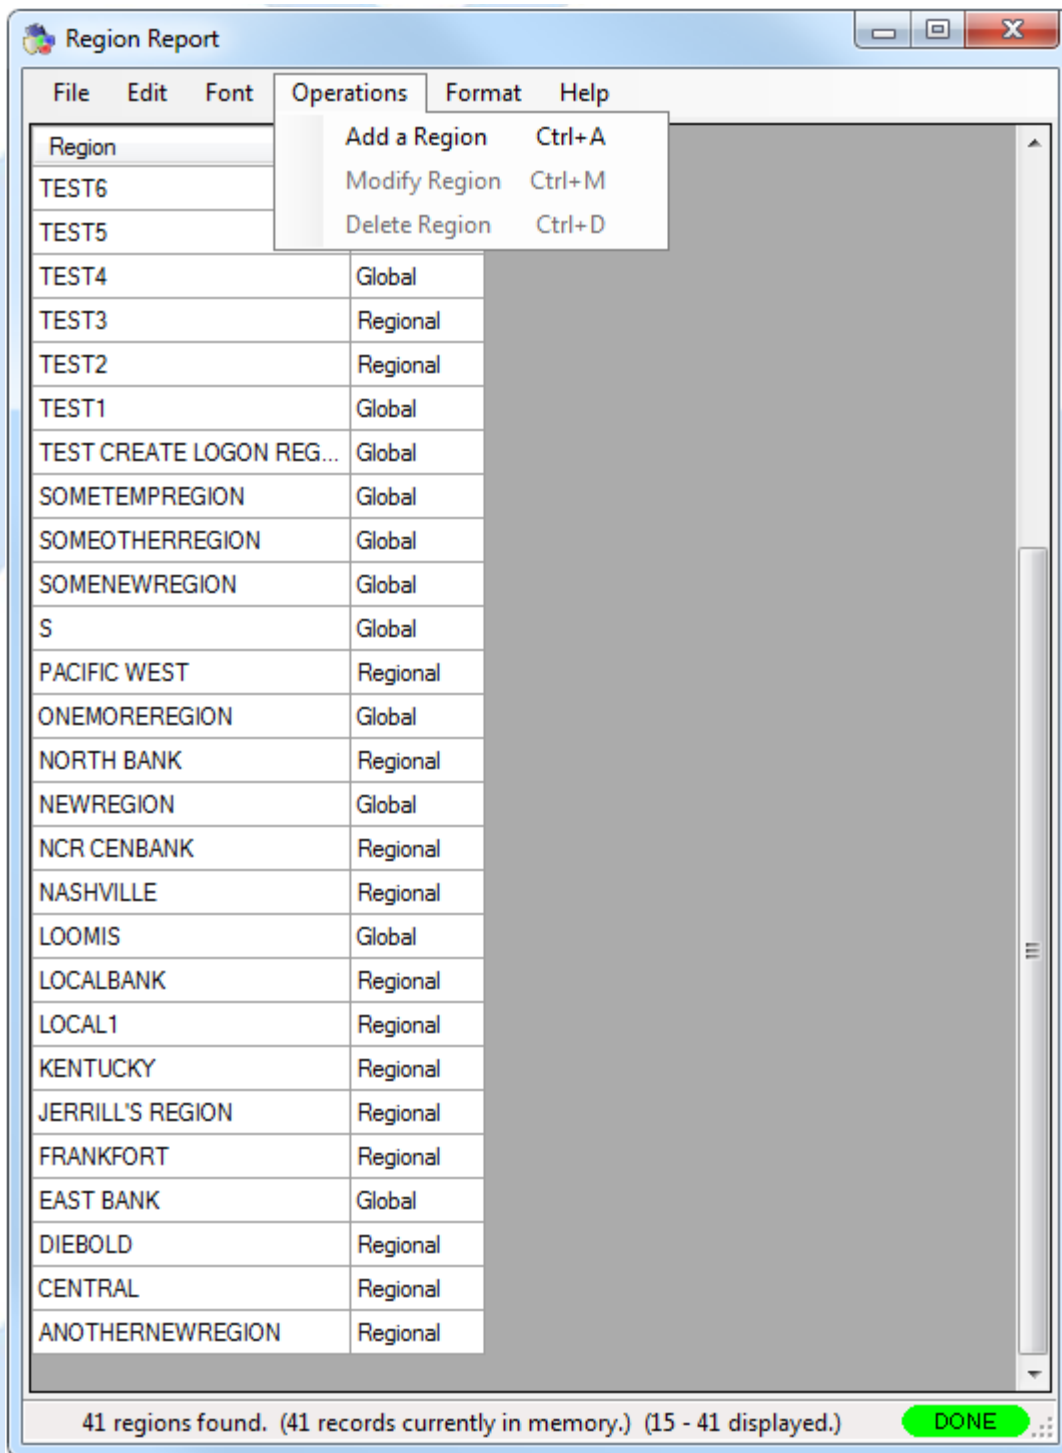 Region Report
File Edit Font Operations Format Help
Add a Region Ctrl+A
Modify Region Ctrl+M
Delete Region Ctrl+D
Region
TEST6
TEST5
TEST4 Global
TEST3 Regional
TEST2 Regional
TEST1 Global
TEST CREATE LOGON REG... Global
SOMETEMPREGION Global
SOMEOTHERREGION Global
SOMENEWREGION Global
S Global
PACIFIC WEST Regional
ONEMOREREGION Global
NORTH BANK Regional
NEWREGION Global
NCR CENBANK Regional
NASHVILLE Regional
LOOMIS Global
LOCALBANK Regional
LOCAL1 Regional
KENTUCKY Regional
JERRILL'S REGION Regional
FRANKFORT Regional
EAST BANK Global
DIEBOLD Regional
CENTRAL Regional
ANOTHERNEWREGION Regional
41 regions found. (41 records currently in memory.) (15 - 41 displayed.) DONE